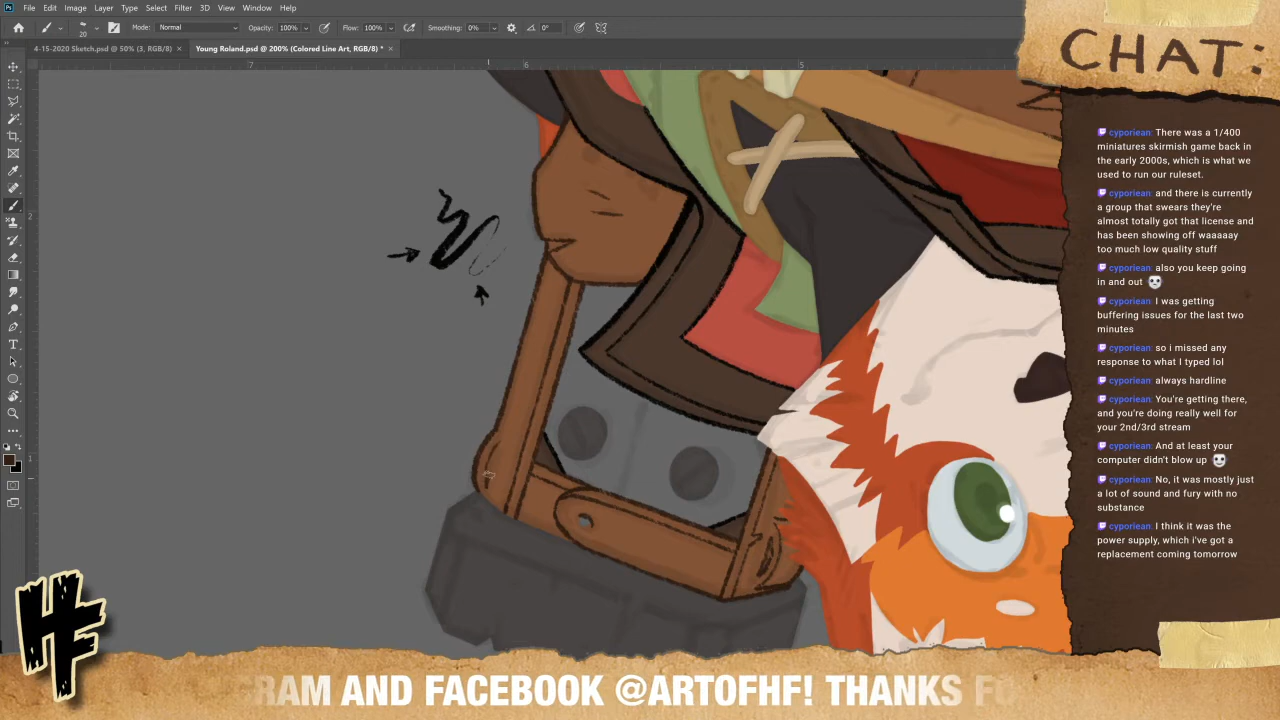 Ps File Edit Image Layer Type Select Filter 3D View Window Help
20 Mode: Normal Opacity: 100% Flow: 100% Smoothing: 0% 0°
4-15-2020 Sketch.psd @ 50% (3, RGB/8) × Young Roland.psd @ 200% (Colored Line Art, RGB/8) * ×
7 6 5
2
1
CHAT:
cyporiean: There was a 1/400
miniatures skirmish game back in
the early 2000s, which is what we
used to run our ruleset.
cyporiean: and there is currently
a group that swears they're
almost totally got that license and
has been showing off waaaay
too much low quality stuff
cyporiean: also you keep going
in and out
cyporiean: I was getting
buffering issues for the last two
minutes
cyporiean: so i missed any
response to what I typed lol
cyporiean: always hardline
cyporiean: You're getting there,
and you're doing really well for
your 2nd/3rd stream
cyporiean: And at least your
computer didn't blow up
cyporiean: No, it was mostly just
a lot of sound and fury with no
substance
cyporiean: I think it was the
power supply, which i've got a
replacement coming tomorrow
HF
RAM AND FACEBOOK @ARTOFHF! THANKS FO